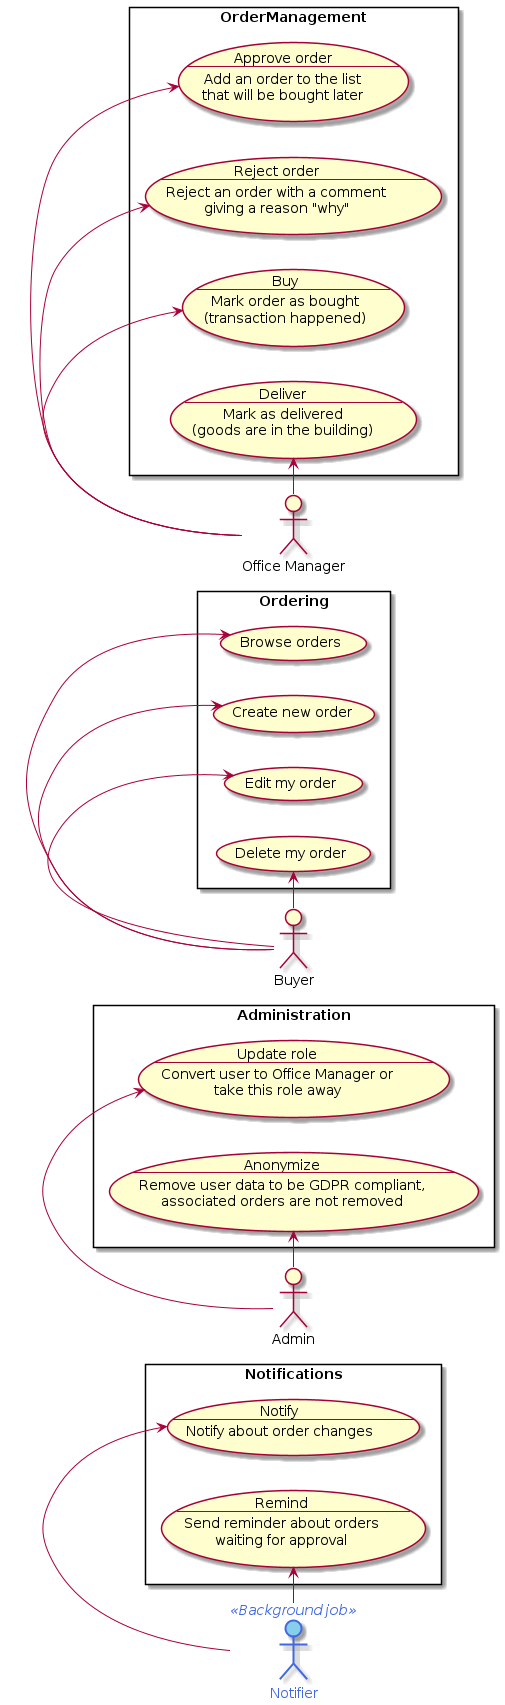 OrderManagement
Approve order
Add an order to the list
that will be bought later
Reject order
Reject an order with a comment
giving a reason "why"
Buy
Mark order as bought
(transaction happened)
Deliver
Mark as delivered
(goods are in the building)
Office Manager
Ordering
Browse orders
Create new order
Edit my order
Delete my order
Buyer
Administration
Update role
Convert user to Office Manager or
take this role away
Anonymize
Remove user data to be GDPR compliant,
associated orders are not removed
Admin
Notifications
Notify
Notify about order changes
Remind
Send reminder about orders
waiting for approval
«Background job»
Notifier